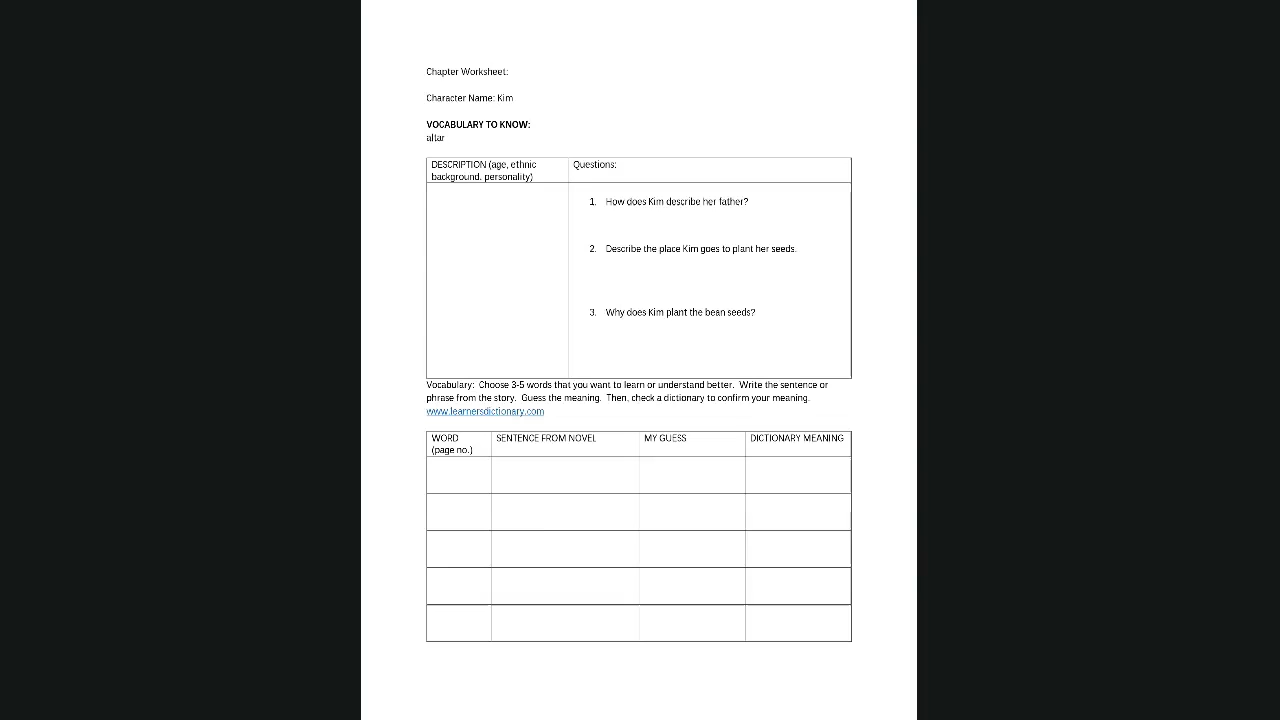 Chapter Worksheet:
Character Name: Kim
VOCABULARY TO KNOW:
altar
DESCRIPTION (age, ethnic
background. personality)
Questions:
1. How does Kim describe her father?
2. Describe the place Kim goes to plant her seeds.
3. Why does Kim plant the bean seeds?
Vocabulary: Choose 3-5 words that you want to learn or understand better. Write the sentence or
phrase from the story. Guess the meaning. Then, check a dictionary to confirm your meaning.
www.learnersdictionary.com
WORD
(page no.)
SENTENCE FROM NOVEL
MY GUESS
DICTIONARY MEANING